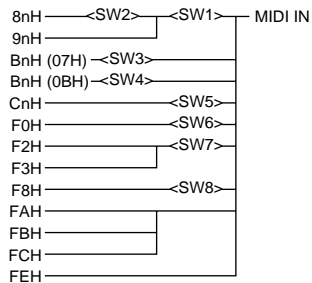 8nH <SW2> <SW1> MIDI IN
9nH
BnH (07H) <SW3>
BnH (0BH) <SW4>
CnH <SW5>
F0H <SW6>
F2H <SW7>
F3H
F8H <SW8>
FAH
FBH
FCH
FEH